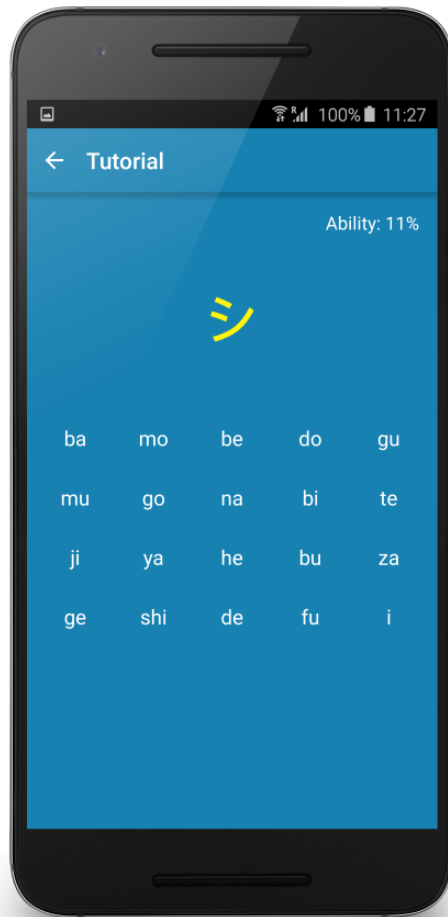 100% 11:27
Tutorial
Ability: 11%
シ
ba mo be do gu
mu go na bi te
ji ya he bu za
ge shi de fu i